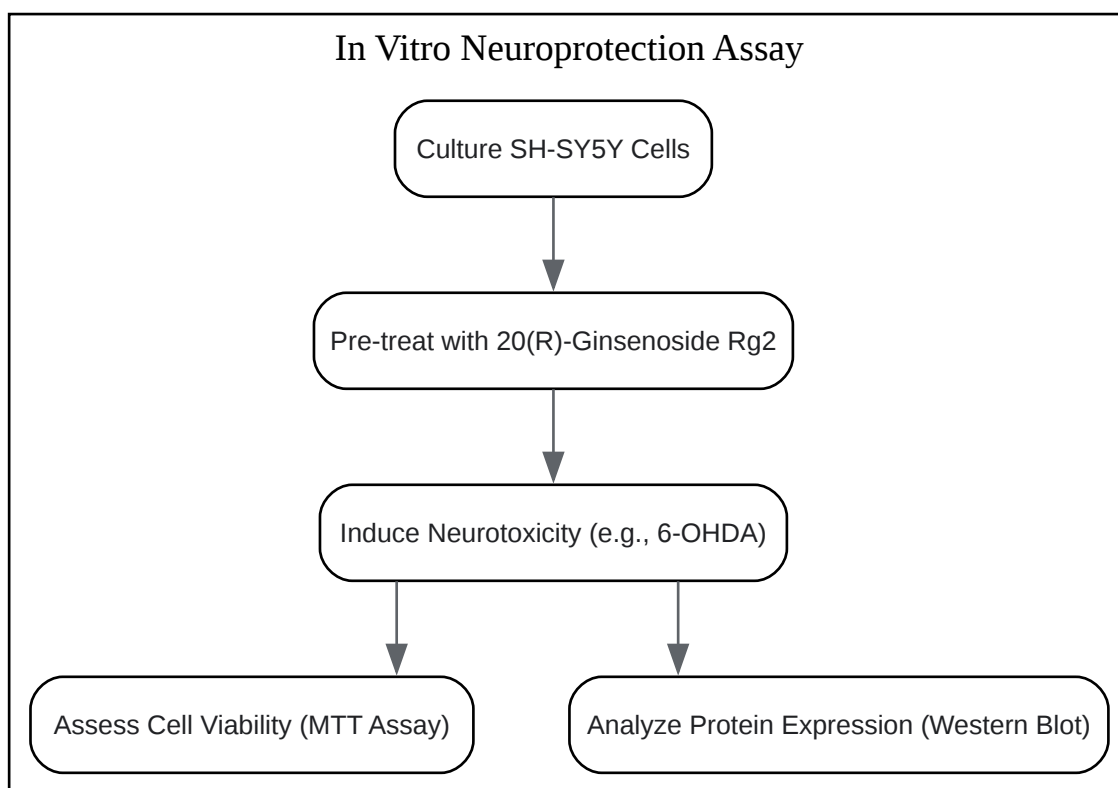 In Vitro Neuroprotection Assay
Culture SH-SY5Y Cells
Pre-treat with 20(R)-Ginsenoside Rg2
Induce Neurotoxicity (e.g., 6-OHDA)
Assess Cell Viability (MTT Assay)
Analyze Protein Expression (Western Blot)